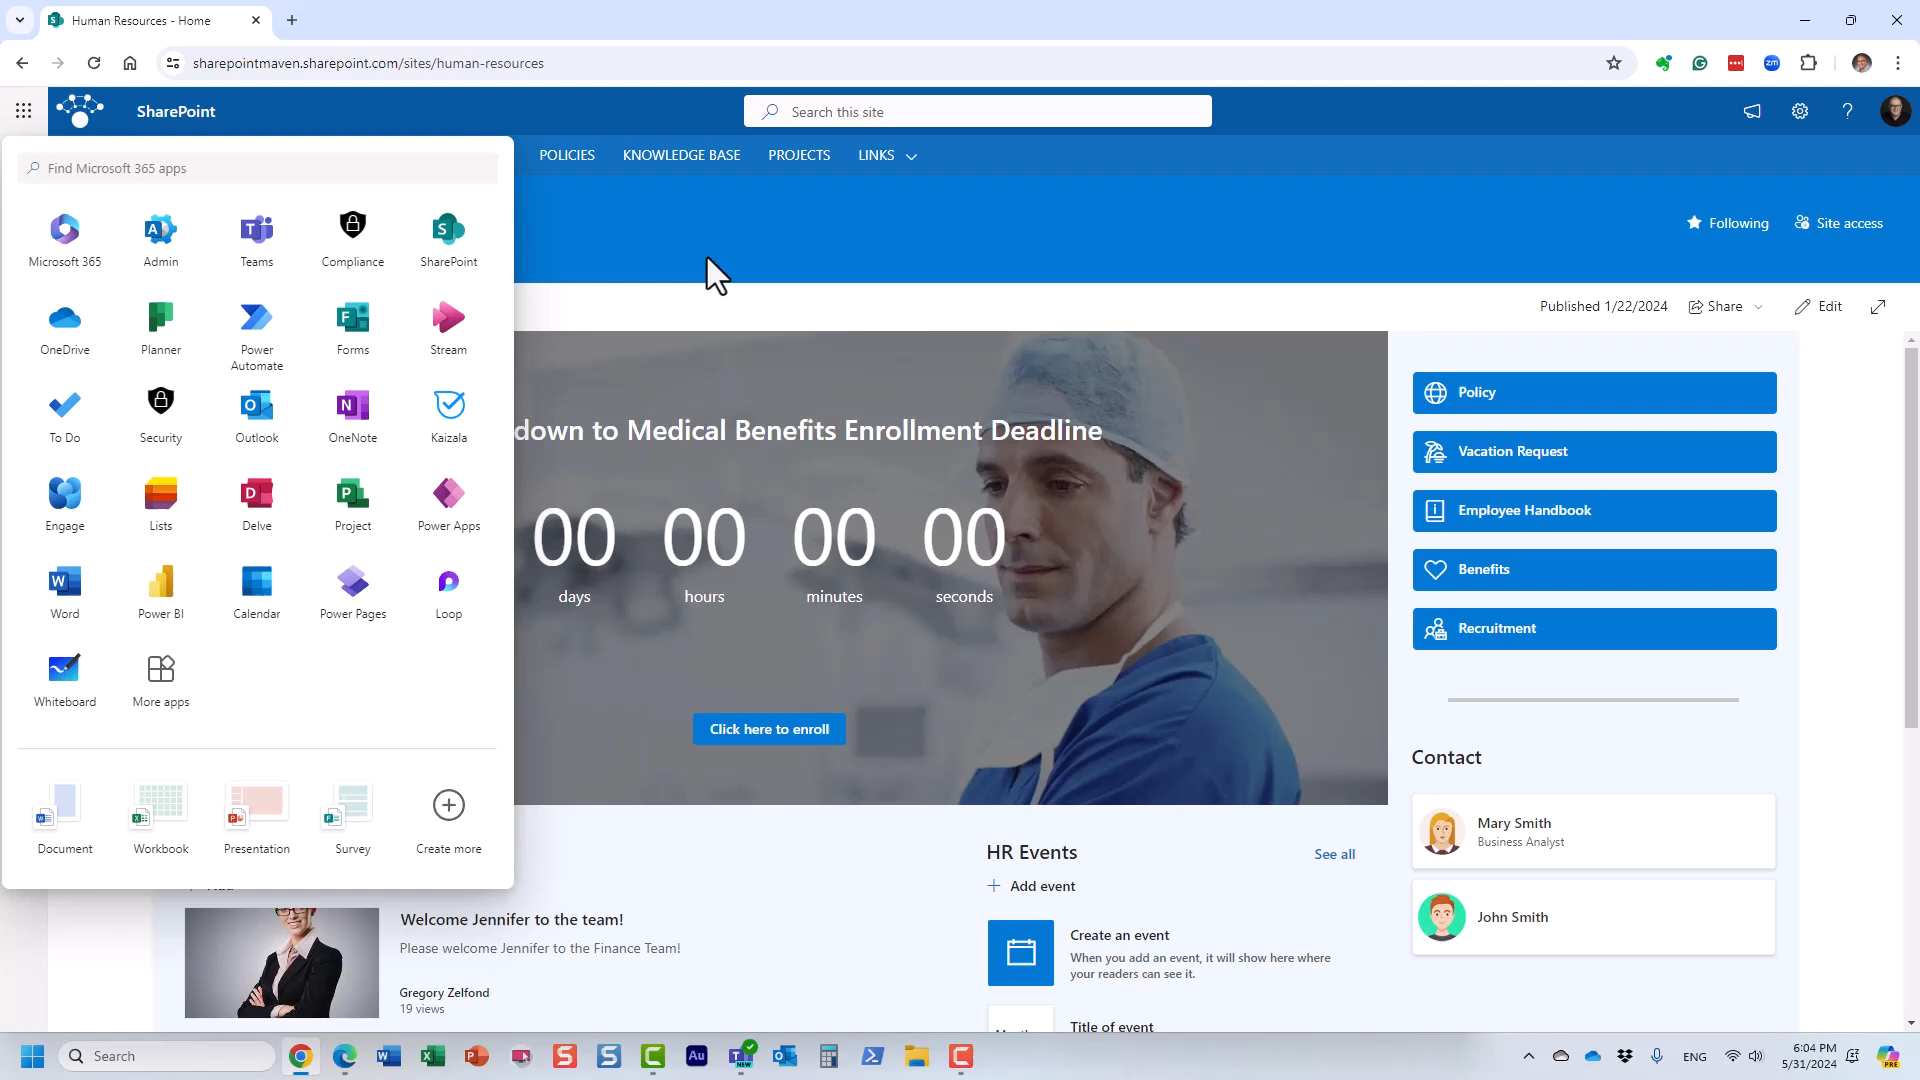 Human Resources - Home
sharepointmaven.sharepoint.com/sites/human-resources
zm
SharePoint
Search this site
POLICIES KNOWLEDGE BASE PROJECTS LINKS
Find Microsoft 365 apps
Microsoft 365 Admin Teams Compliance SharePoint
Following Site access
Published 1/22/2024 Share Edit
OneDrive Planner Power Automate Forms Stream
To Do Security Outlook OneNote Kaizala
Engage Lists Delve Project Power Apps
Word Power BI Calendar Power Pages Loop
Whiteboard More apps
Document Workbook Presentation Survey Create more
down to Medical Benefits Enrollment Deadline
00 00 00 00
days hours minutes seconds
Click here to enroll
Policy
Vacation Request
Employee Handbook
Benefits
Recruitment
Contact
Mary Smith
Business Analyst
John Smith
Welcome Jennifer to the team!
Please welcome Jennifer to the Finance Team!
Gregory Zelfond
19 views
HR Events See all
Add event
Create an event
When you add an event, it will show here where
your readers can see it.
Title of event
Search
Au
NEW
ENG
6:04 PM
5/31/2024
PRE